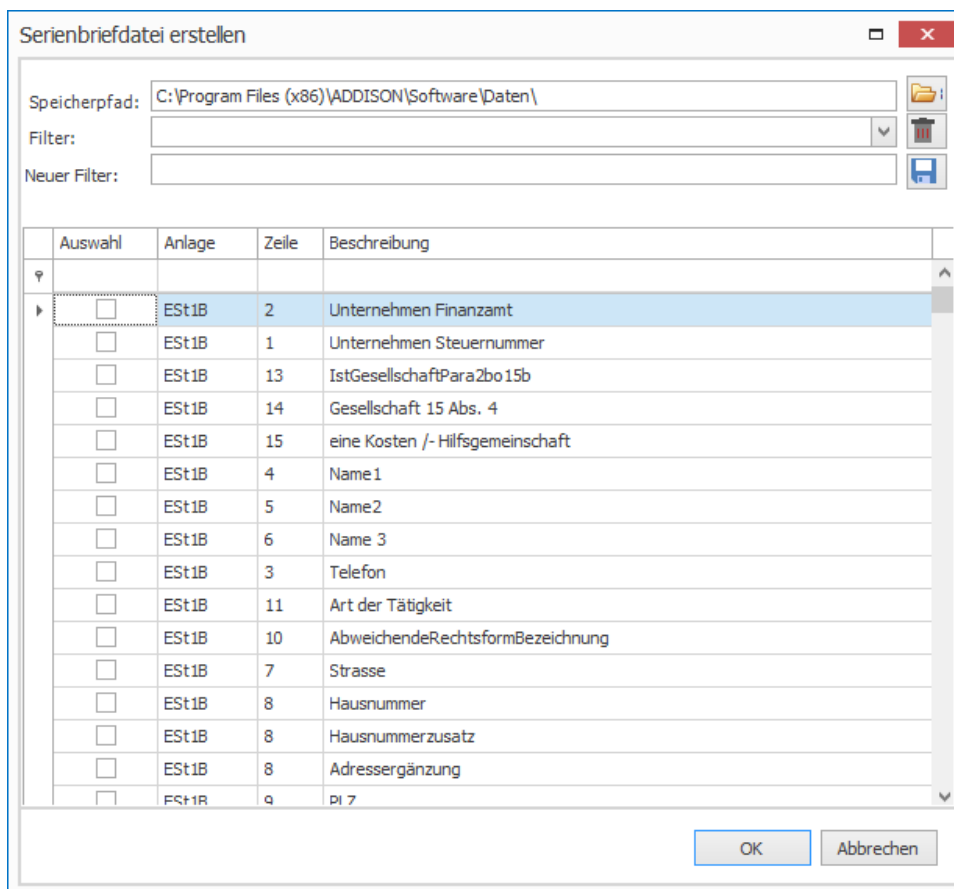 Serienbriefdatei erstellen
Speicherpfad: C:\Program Files (x86)\ADDISON\Software\Daten\
Filter:
Neuer Filter:
Auswahl Anlage Zeile Beschreibung
ESt1B 2 Unternehmen Finanzamt
ESt1B 1 Unternehmen Steuernummer
ESt1B 13 IstGesellschaftPara2bo15b
ESt1B 14 Gesellschaft 15 Abs. 4
ESt1B 15 eine Kosten /- Hilfsgemeinschaft
ESt1B 4 Name1
ESt1B 5 Name2
ESt1B 6 Name 3
ESt1B 3 Telefon
ESt1B 11 Art der Tätigkeit
ESt1B 10 AbweichendeRechtsformBezeichnung
ESt1B 7 Strasse
ESt1B 8 Hausnummer
ESt1B 8 Hausnummerzusatz
ESt1B 8 Adressergänzung
ESt1B 9 PLZ
OK Abbrechen